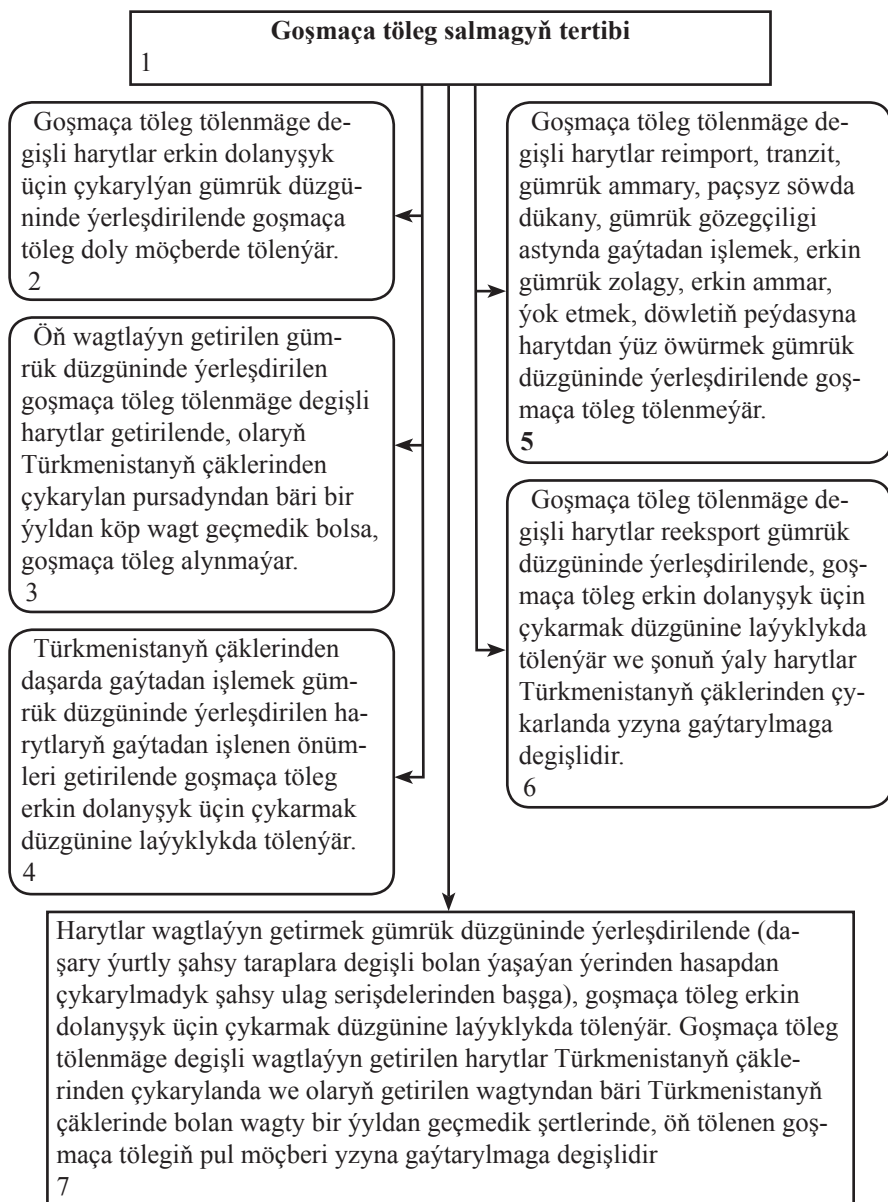 Goşmaça töleg salmagyň tertibi
1
Goşmaça töleg tölenmäge de-
gişli harytlar erkin dolanyşyk
üçin çykarylýan gümrük düzgü-
ninde ýerleşdirilende goşmaça
töleg doly möçberde tölenýär.
2
Öň wagtlaýyn getirilen güm-
rük düzgüninde ýerleşdirilen
goşmaça töleg tölenmäge degişli
harytlar getirilende, olaryň
Türkmenistanyň çäklerinden
çykarylan pursadyndan bäri bir
ýyldan köp wagt geçmedik bolsa,
goşmaça töleg alynmaýar.
3
Türkmenistanyň çäklerinden
daşarda gaýtadan işlemek güm-
rük düzgüninde ýerleşdirilen ha-
rytlaryň gaýtadan işlenen önüm-
leri getirilende goşmaça töleg
erkin dolanyşyk üçin çykarmak
düzgünine laýyklykda tölenýär.
4
Goşmaça töleg tölenmäge de-
gişli harytlar reimport, tranzit,
gümrük ammary, paçsyz söwda
dükany, gümrük gözegçiligi
astynda gaýtadan işlemek, erkin
gümrük zolagy, erkin ammar,
ýok etmek, döwletiň peýdasyna
harytdan ýüz öwürmek gümrük
düzgüninde ýerleşdirilende goş-
maça töleg tölenmeýär.
5
Goşmaça töleg tölenmäge de-
gişli harytlar reeksport gümrük
düzgüninde ýerleşdirilende, goş-
maça töleg erkin dolanyşyk üçin
çykarmak düzgünine laýyklykda
tölenýär we şonuň ýaly harytlar
Türkmenistanyň çäklerinden çy-
karlanda yzyna gaýtarylmaga
degişlidir.
6
Harytlar wagtlaýyn getirmek gümrük düzgüninde ýerleşdirilende (da-
şary ýurtly şahsy taraplara degişli bolan ýaşaýan ýerinden hasapdan
çykarylmadyk şahsy ulag serişdelerinden başga), goşmaça töleg erkin
dolanyşyk üçin çykarmak düzgünine laýyklykda tölenýär. Goşmaça töleg
tölenmäge degişli wagtlaýyn getirilen harytlar Türkmenistanyň çäkle-
rinden çykarylanda we olaryň getirilen wagtyndan bäri Türkmenistanyň
çäklerinde bolan wagty bir ýyldan geçmedik şertlerinde, öň tölenen goş-
maça tölegiň pul möçberi yzyna gaýtarylmaga degişlidir
7